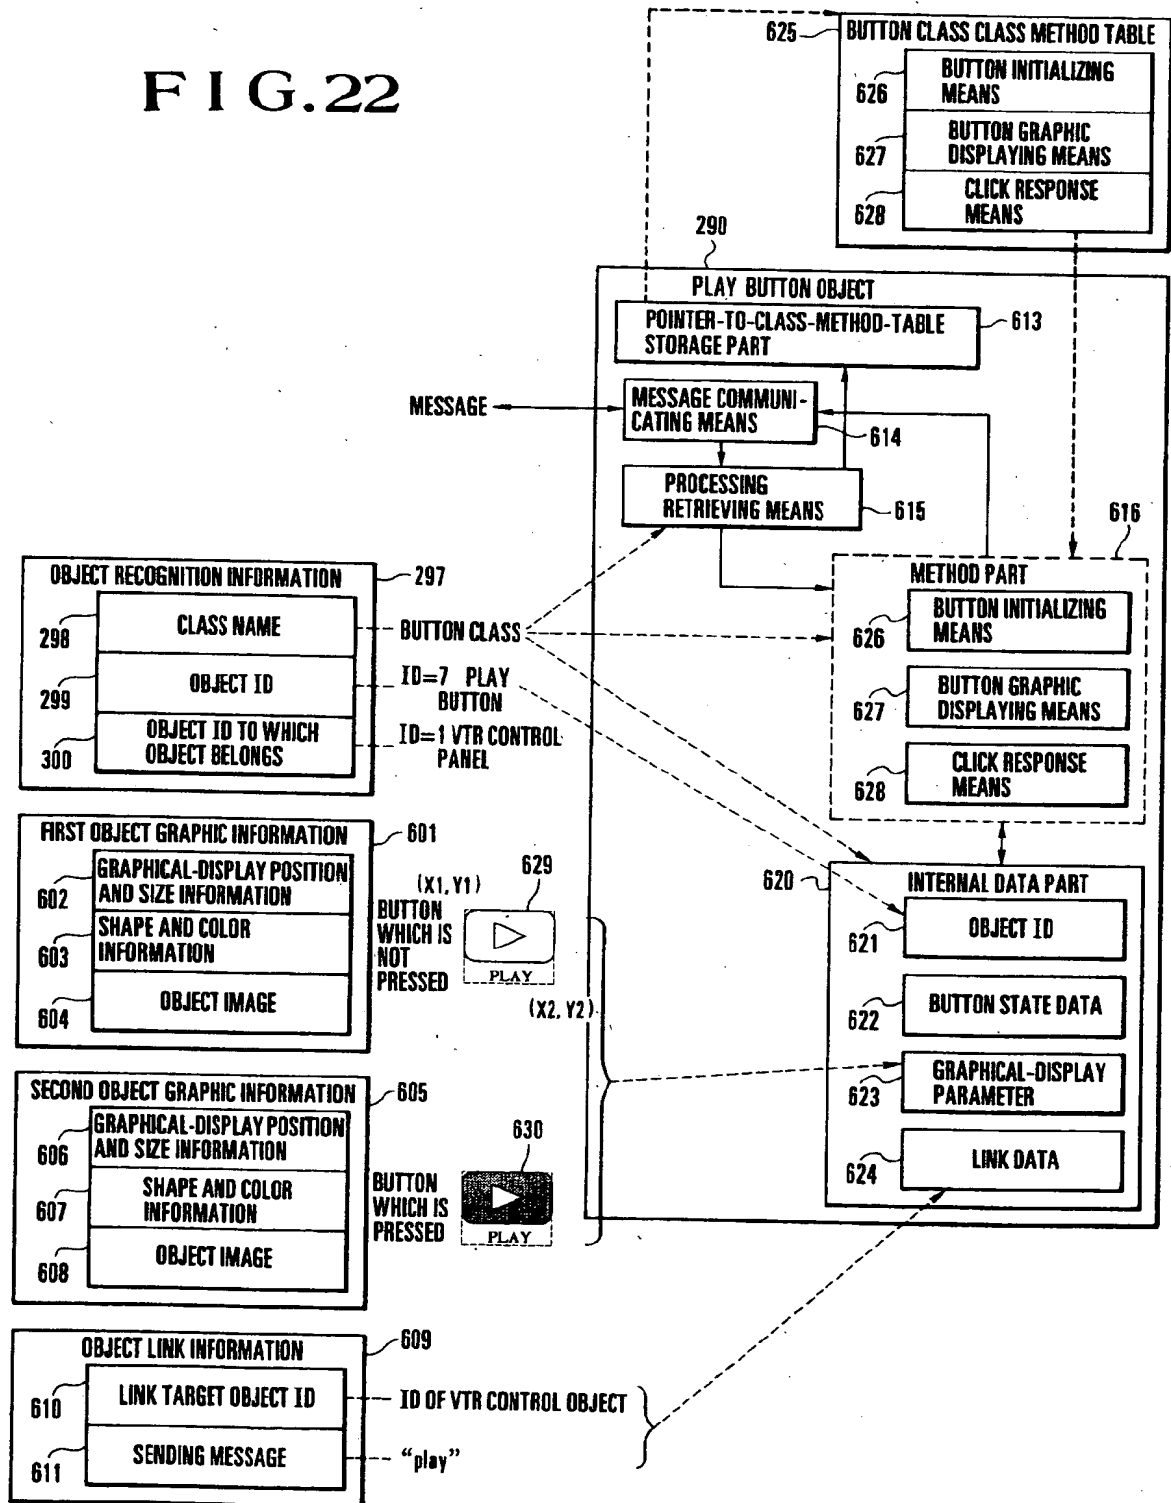 FIG.22
625
BUTTON CLASS CLASS METHOD TABLE
626
BUTTON INITIALIZING
MEANS
627
BUTTON GRAPHIC
DISPLAYING MEANS
628
CLICK RESPONSE
MEANS
290
PLAY BUTTON OBJECT
POINTER-TO-CLASS-METHOD-TABLE
STORAGE PART
613
MESSAGE
MESSAGE COMMUNI-
CATING MEANS
614
PROCESSING
RETRIEVING MEANS
615
616
METHOD PART
626
BUTTON INITIALIZING
MEANS
627
BUTTON GRAPHIC
DISPLAYING MEANS
628
CLICK RESPONSE
MEANS
620
INTERNAL DATA PART
621
OBJECT ID
622
BUTTON STATE DATA
623
GRAPHICAL-DISPLAY
PARAMETER
624
LINK DATA
OBJECT RECOGNITION INFORMATION
297
298
CLASS NAME
BUTTON CLASS
299
OBJECT ID
ID=7 PLAY
BUTTON
300
OBJECT ID TO WHICH
OBJECT BELONGS
ID=1 VTR CONTROL
PANEL
FIRST OBJECT GRAPHIC INFORMATION
601
602
GRAPHICAL-DISPLAY POSITION
AND SIZE INFORMATION
603
SHAPE AND COLOR
INFORMATION
604
OBJECT IMAGE
(X1, Y1)
BUTTON
WHICH IS
NOT
PRESSED
629
PLAY
(X2, Y2)
SECOND OBJECT GRAPHIC INFORMATION
605
606
GRAPHICAL-DISPLAY POSITION
AND SIZE INFORMATION
607
SHAPE AND COLOR
INFORMATION
608
OBJECT IMAGE
BUTTON
WHICH IS
PRESSED
630
PLAY
OBJECT LINK INFORMATION
609
610
LINK TARGET OBJECT ID
ID OF VTR CONTROL OBJECT
611
SENDING MESSAGE
“play”